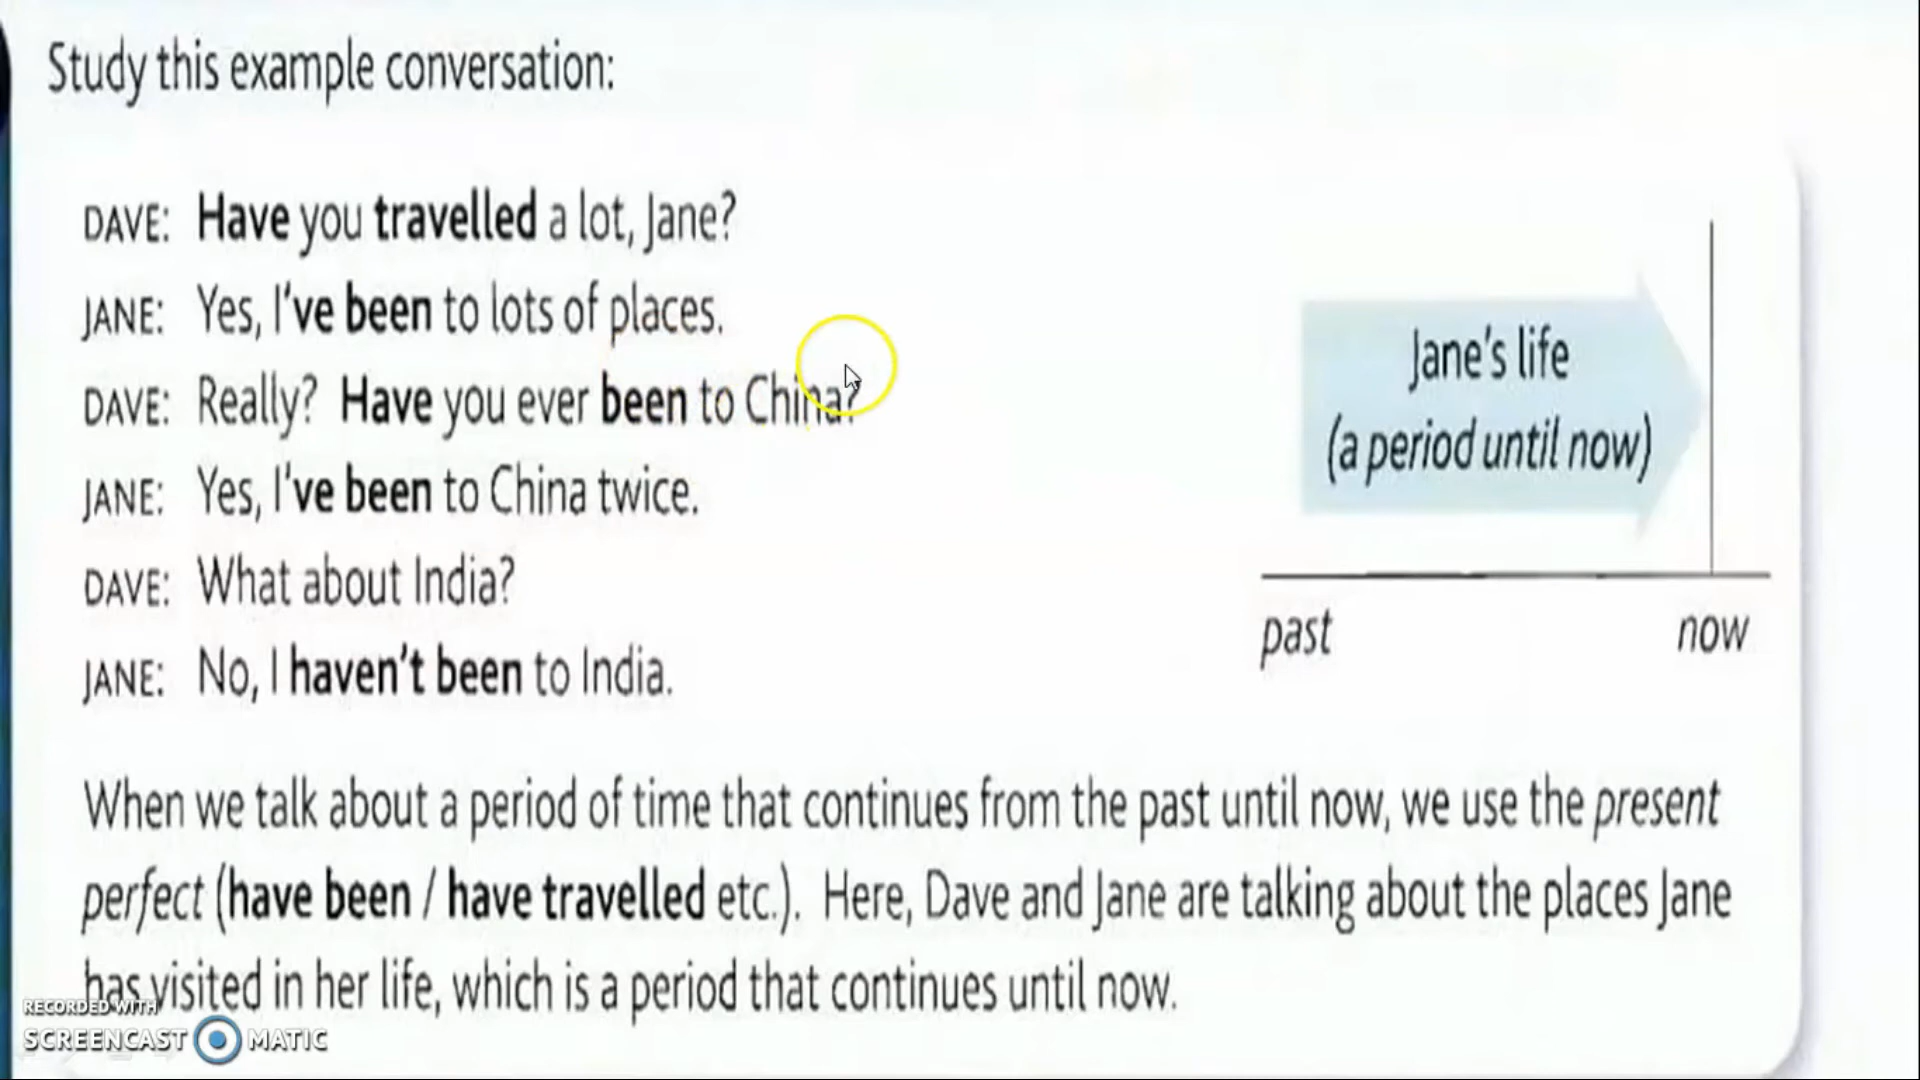 Study this example conversation:
DAVE: Have you travelled a lot, Jane?
JANE: Yes, I've been to lots of places.
DAVE: Really? Have you ever been to China?
JANE: Yes, I've been to China twice.
DAVE: What about India?
JANE: No, I haven't been to India.
Jane's life
(a period until now)
past now
When we talk about a period of time that continues from the past until now, we use the present
perfect (have been / have travelled etc.). Here, Dave and Jane are talking about the places Jane
has visited in her life, which is a period that continues until now.
RECORDED WITH
SCREENCAST MATIC